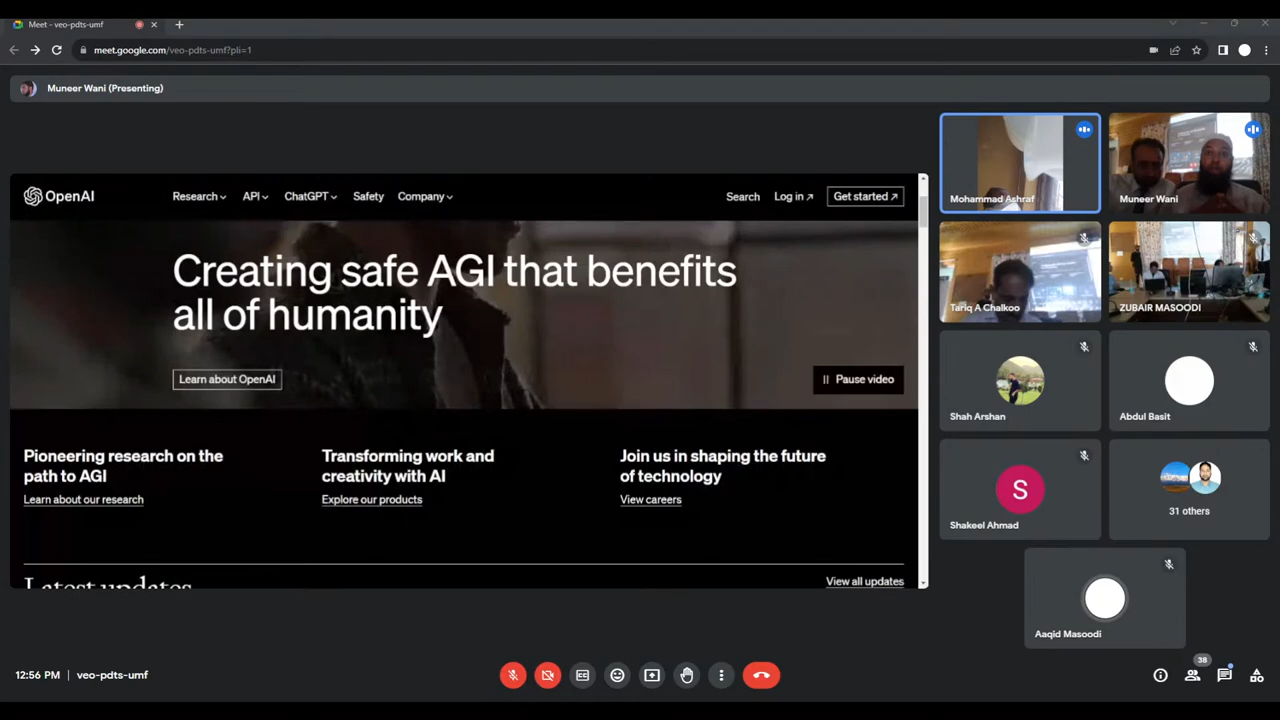 Meet - veo-pdts-umf
meet.google.com/veo-pdts-umf?pli=1
Muneer Wani (Presenting)
OpenAI
Research API ChatGPT Safety Company
Search Log in Get started
Creating safe AGI that benefits
all of humanity
Learn about OpenAI
Pause video
Pioneering research on the
path to AGI
Learn about our research
Transforming work and
creativity with AI
Explore our products
Join us in shaping the future
of technology
View careers
Latest updates
View all updates
Mohammad Ashraf
Muneer Wani
Tariq A Chalkoo
ZUBAIR MASOODI
Shah Arshan
Abdul Basit
S
Shakeel Ahmad
31 others
Aaqid Masoodi
12:56 PM | veo-pdts-umf
38